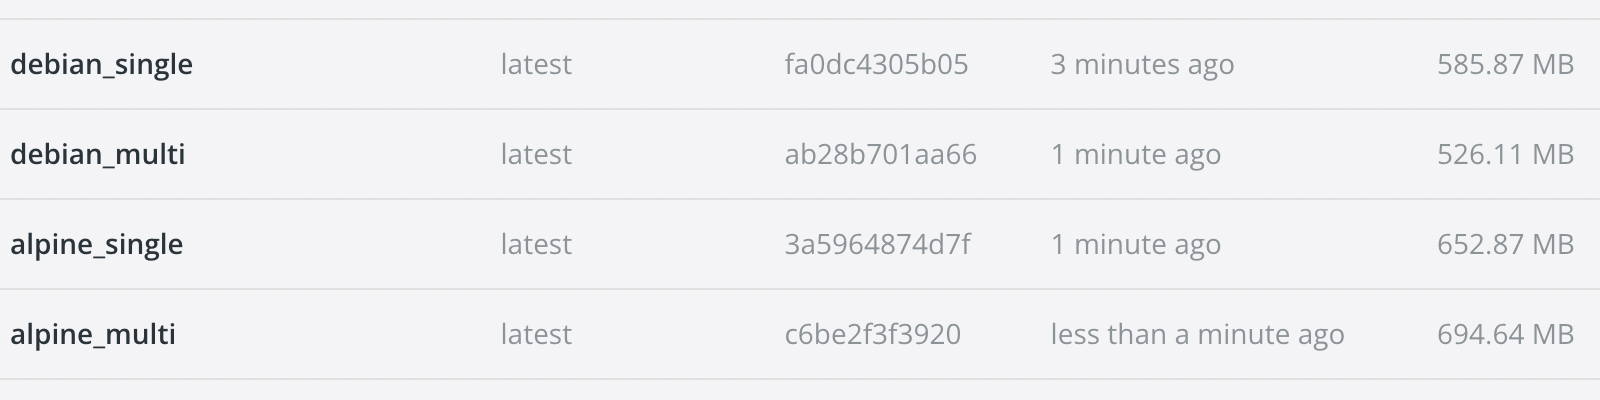 debian_single latest fa0dc4305b05 3 minutes ago 585.87 MB
debian_multi latest ab28b701aa66 1 minute ago 526.11 MB
alpine_single latest 3a5964874d7f 1 minute ago 652.87 MB
alpine_multi latest c6be2f3f3920 less than a minute ago 694.64 MB